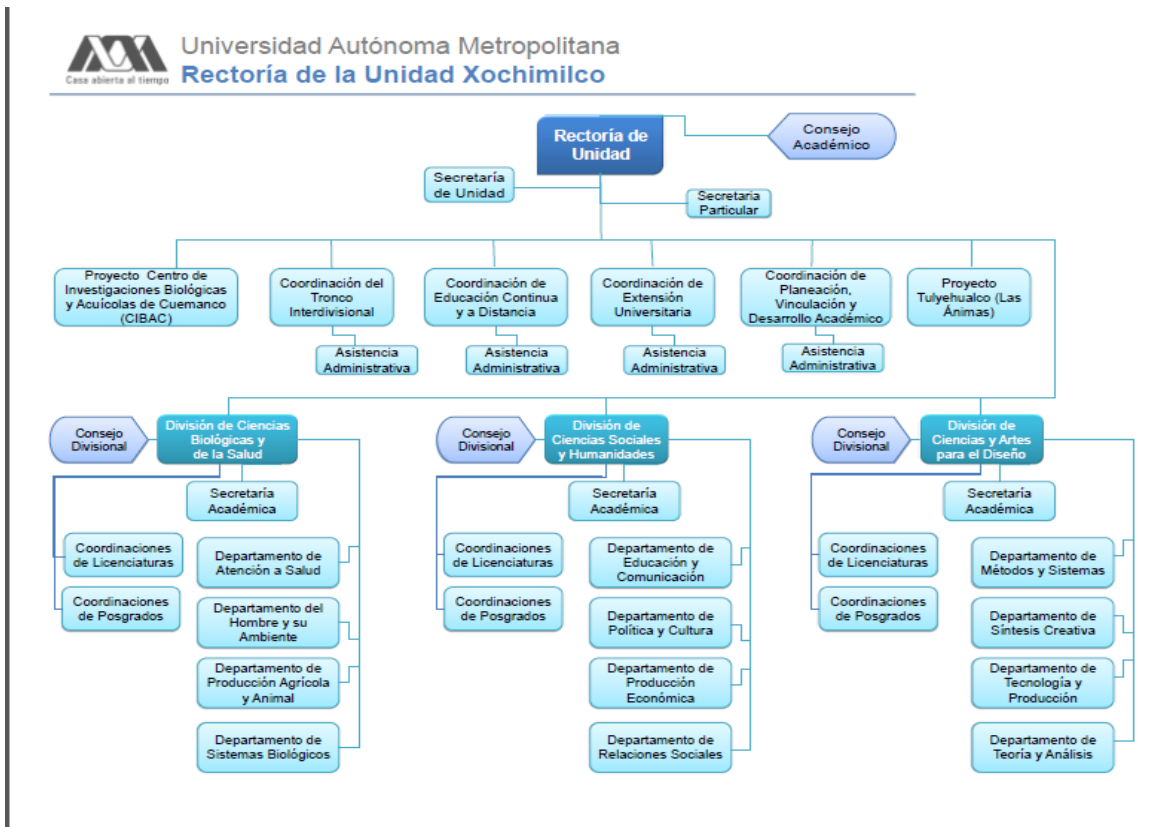 Universidad Autónoma Metropolitana
Casa abierta al tiempo
Rectoría de la Unidad Xochimilco
Rectoría de
Unidad
Consejo
Académico
Secretaría
de Unidad
Secretaria
Particular
Proyecto Centro de
Investigaciones Biológicas
y Acuícolas de Cuemanco
(CIBAC)
Coordinación del
Tronco
Interdivisional
Coordinación de
Educación Continua
y a Distancia
Coordinación de
Extensión
Universitaria
Coordinación de
Planeación,
Vinculación y
Desarrollo Académico
Proyecto
Tulyehualco (Las
Ánimas)
Asistencia
Administrativa
Asistencia
Administrativa
Asistencia
Administrativa
Asistencia
Administrativa
Consejo
Divisional
División de Ciencias
Biológicas y
de la Salud
Secretaría
Académica
Coordinaciones
de Licenciaturas
Coordinaciones
de Posgrados
Departamento de
Atención a Salud
Departamento del
Hombre y su
Ambiente
Departamento de
Producción Agrícola
y Animal
Departamento de
Sistemas Biológicos
Consejo
Divisional
División de
Ciencias Sociales
y Humanidades
Secretaría
Académica
Coordinaciones
de Licenciaturas
Coordinaciones
de Posgrados
Departamento de
Educación y
Comunicación
Departamento de
Política y Cultura
Departamento de
Producción
Económica
Departamento de
Relaciones Sociales
Consejo
Divisional
División de
Ciencias y Artes
para el Diseño
Secretaría
Académica
Coordinaciones
de Licenciaturas
Coordinaciones
de Posgrados
Departamento de
Métodos y Sistemas
Departamento de
Síntesis Creativa
Departamento de
Tecnología y
Producción
Departamento de
Teoría y Análisis